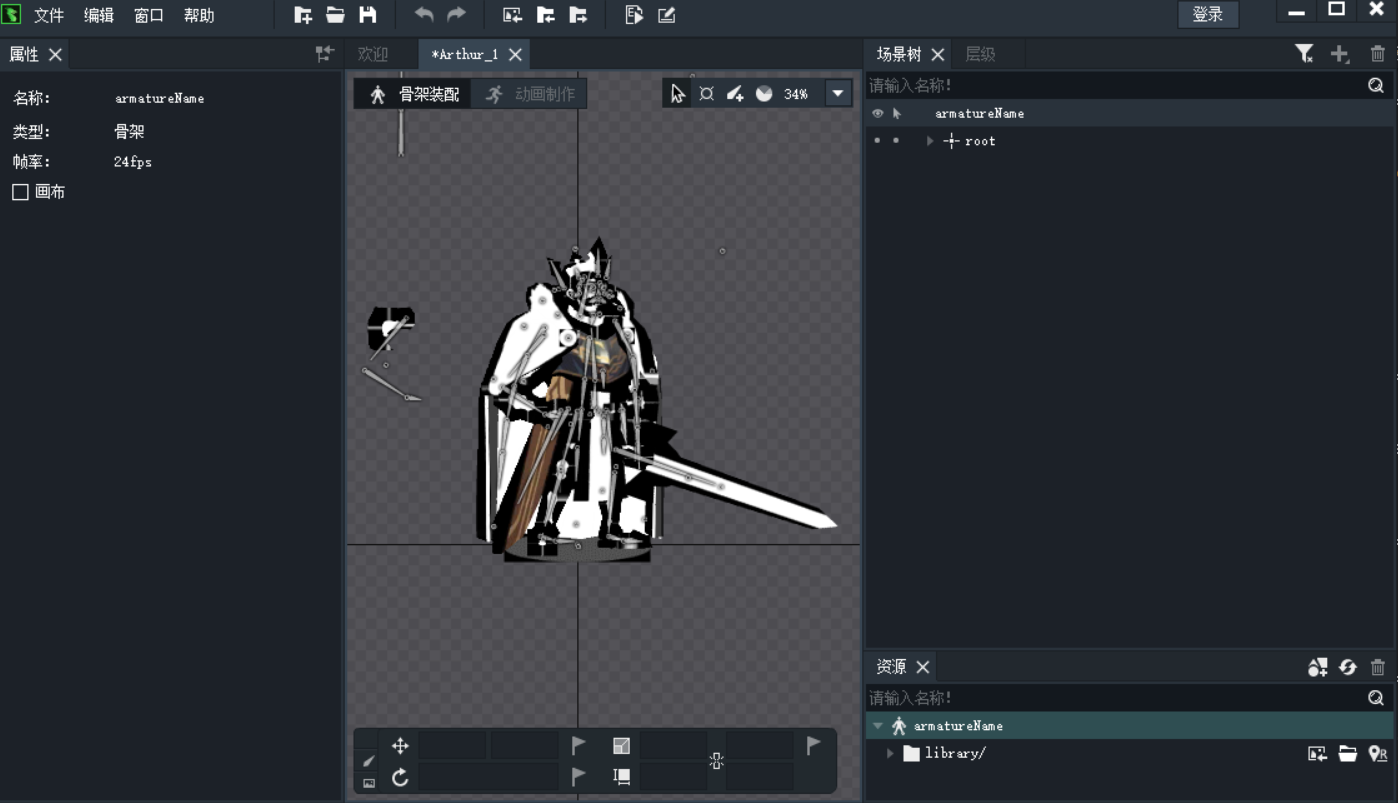 文件 编辑 窗口 帮助
登录
属性
欢迎
*Arthur_1
场景树
层级
名称: armatureName
类型: 骨架
帧率: 24fps
画布
骨架装配
动画制作
34%
请输入名称!
armatureName
root
资源
请输入名称!
armatureName
library/
R